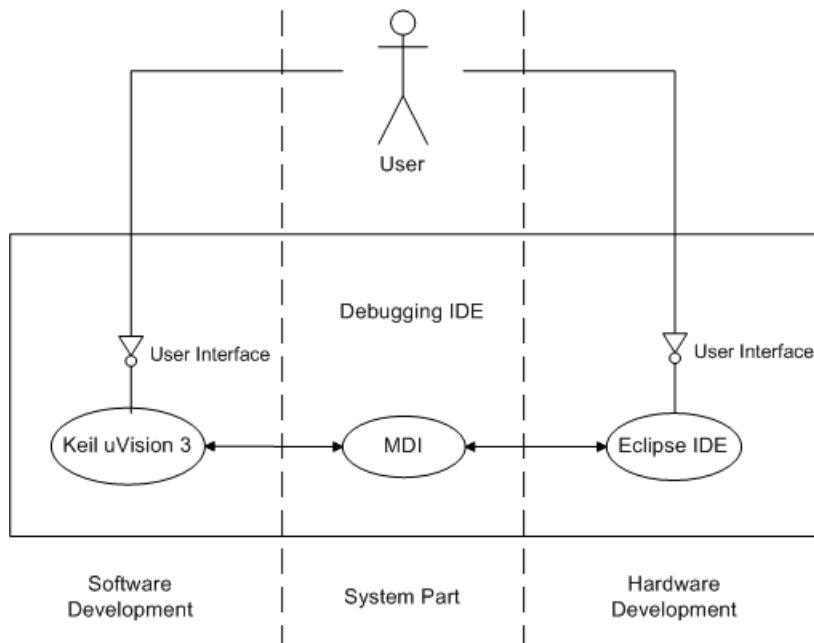 User
Debugging IDE
User Interface
User Interface
Keil uVision 3
MDI
Eclipse IDE
Software
Development
System Part
Hardware
Development